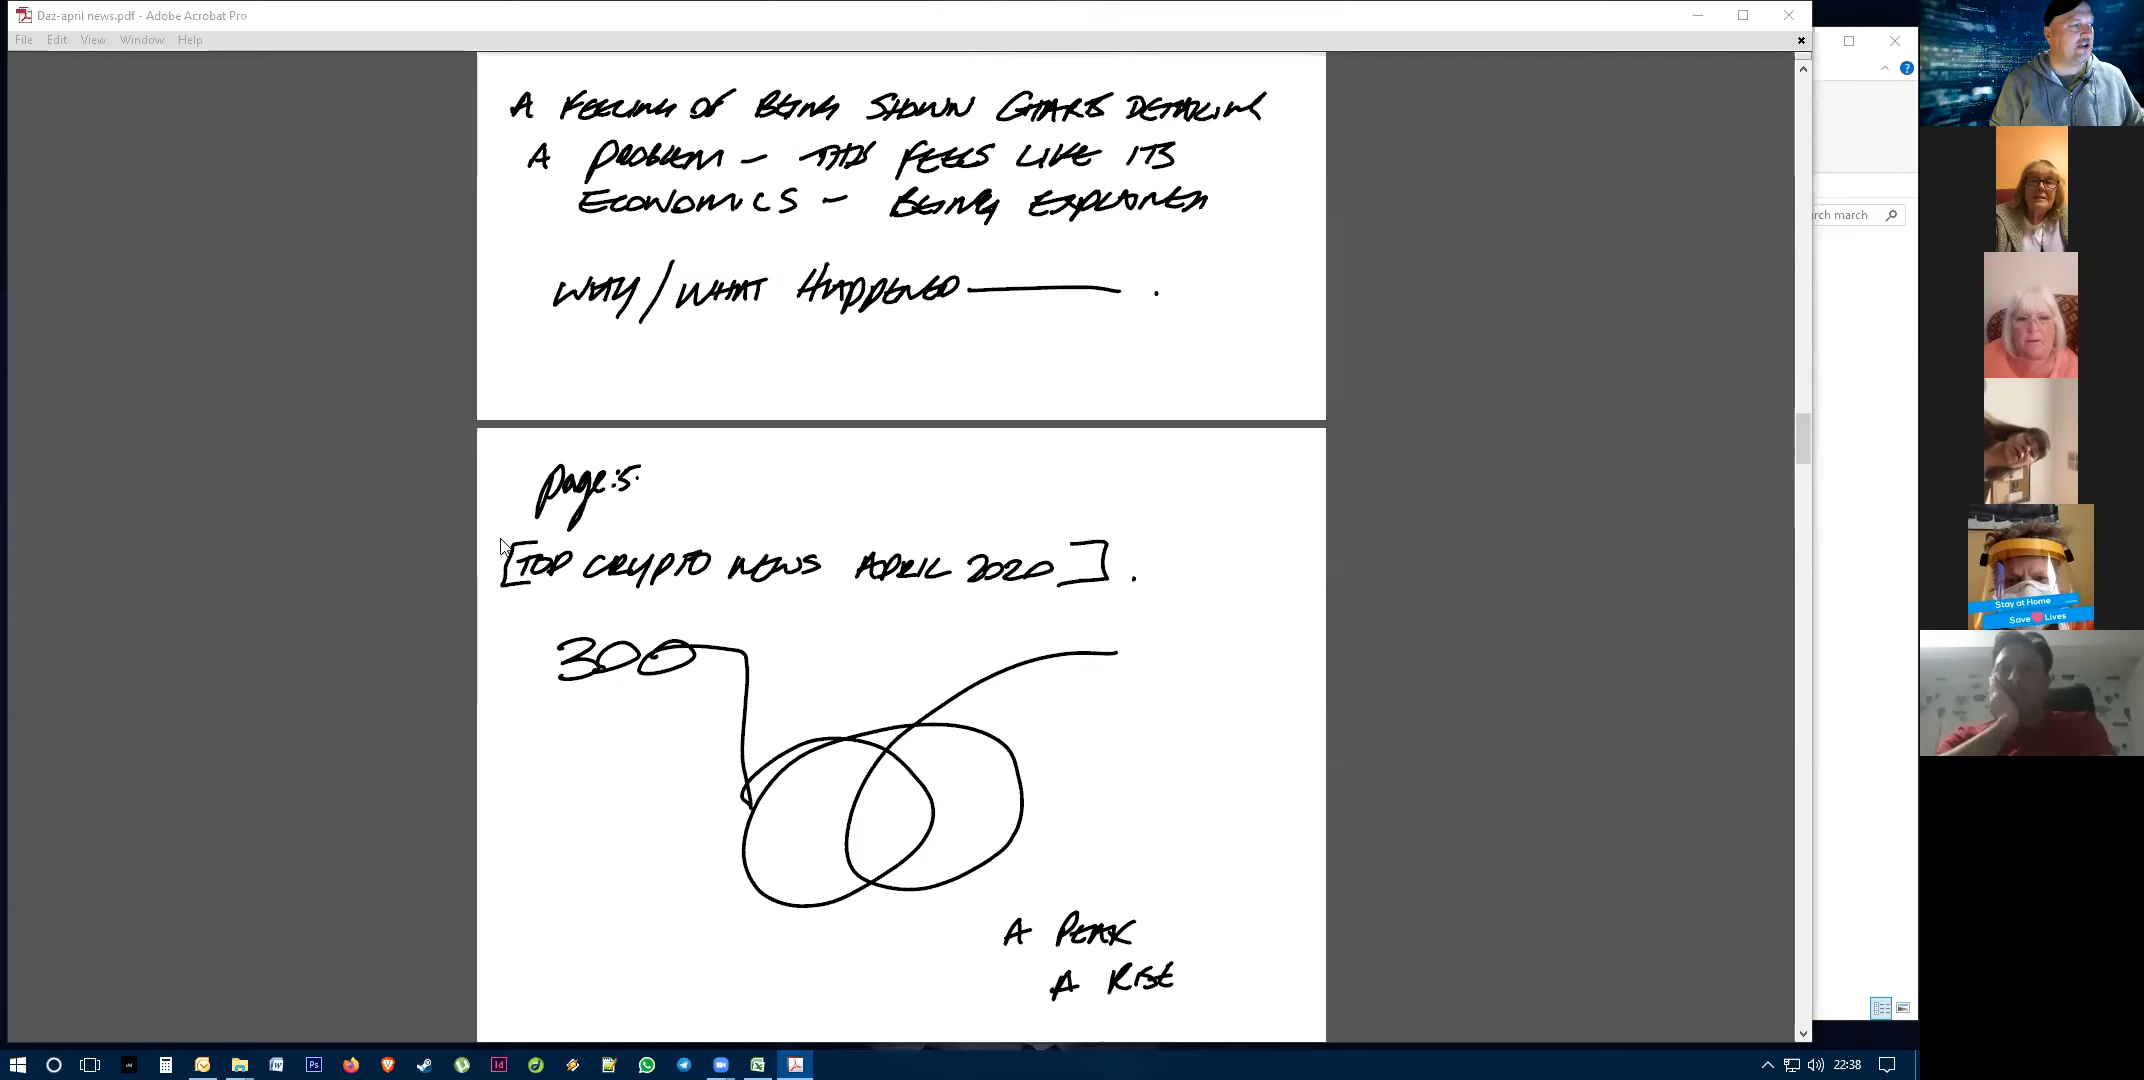 Daz-april news.pdf - Adobe Acrobat Pro
File Edit View Window Help
A FEELING OF BEING SHOWN CHARTS DETAILING
A PROBLEM - THIS FEELS LIKE ITS
ECONOMICS - BEING EXPLAINED
WHY/WHAT HAPPENED
page:5.
[TOP CRYPTO NEWS APRIL 2020].
300
A PEAK
A RISE
rch march
Stay at Home
Save Lives
22:38